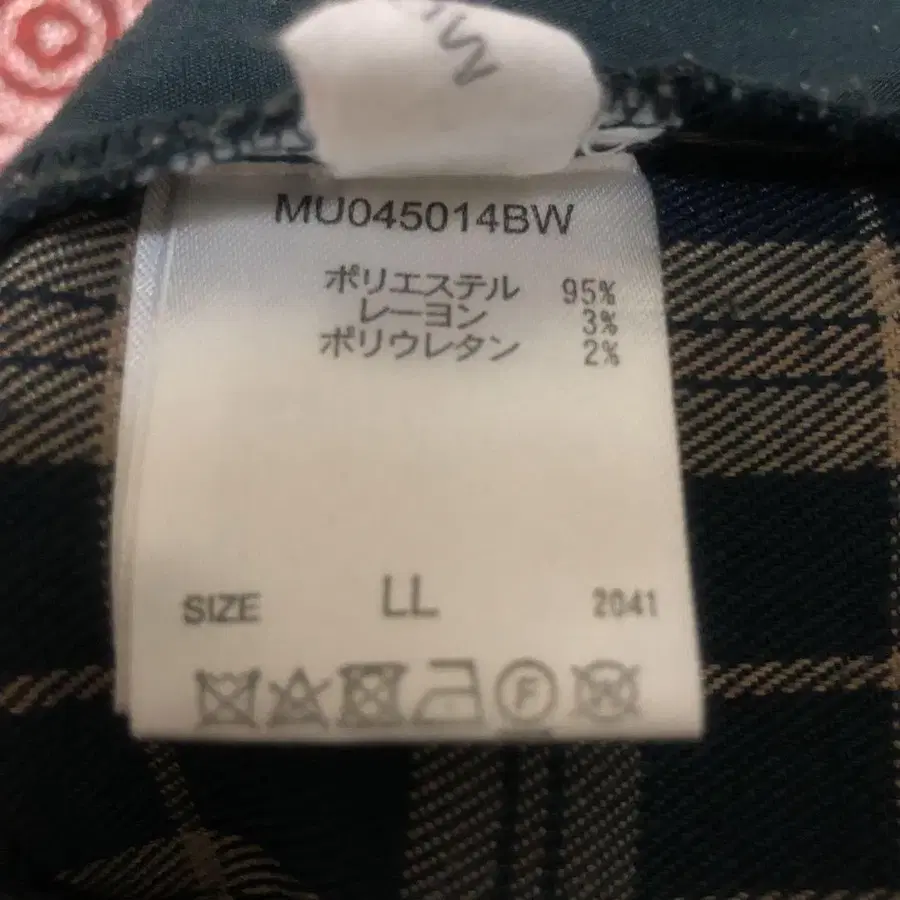 MU045014BW
ポリエステル 95%
レーヨン 3%
ポリウレタン 2%
SIZE LL 2041
F W